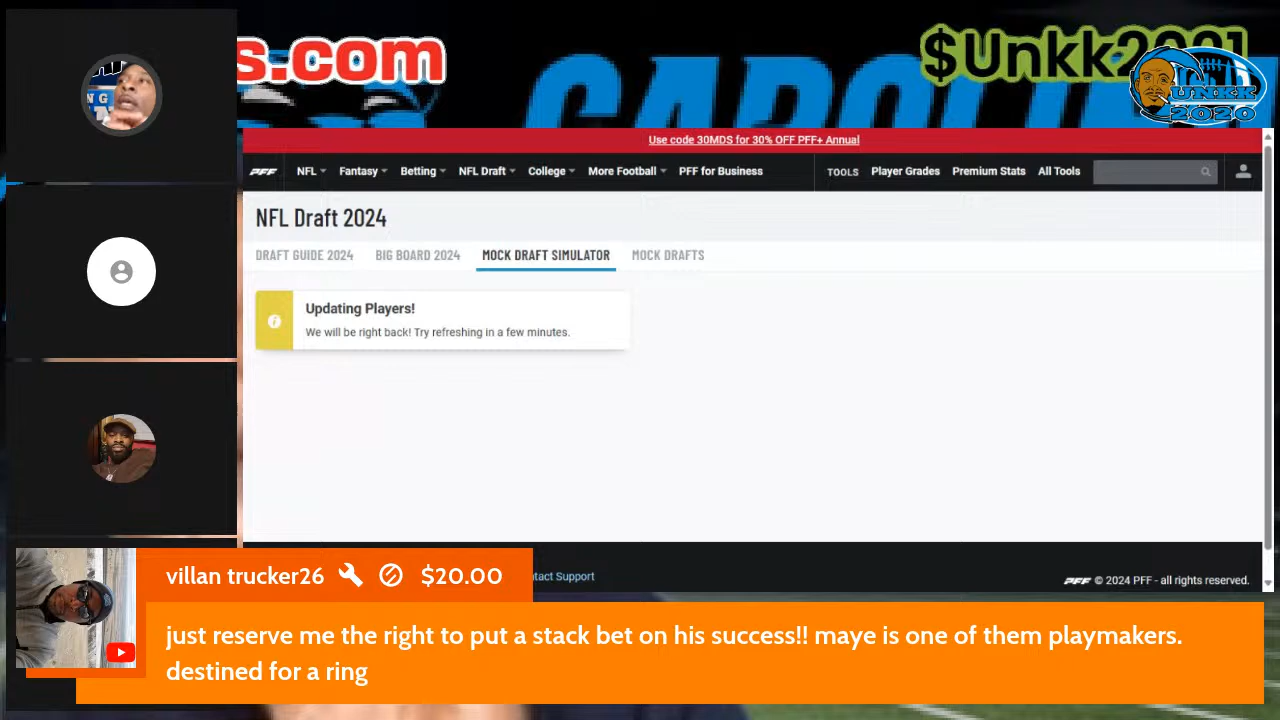 s.com
CAROLIN
$Unkk2021
UNKK
2020
Use code 30MDS for 30% OFF PFF+ Annual
PFF NFL Fantasy Betting NFL Draft College More Football PFF for Business TOOLS Player Grades Premium Stats All Tools
NFL Draft 2024
DRAFT GUIDE 2024 BIG BOARD 2024 MOCK DRAFT SIMULATOR MOCK DRAFTS
Updating Players!
We will be right back! Try refreshing in a few minutes.
ntact Support
PFF © 2024 PFF - all rights reserved.
villan trucker26 $20.00
just reserve me the right to put a stack bet on his success!! maye is one of them playmakers.
destined for a ring